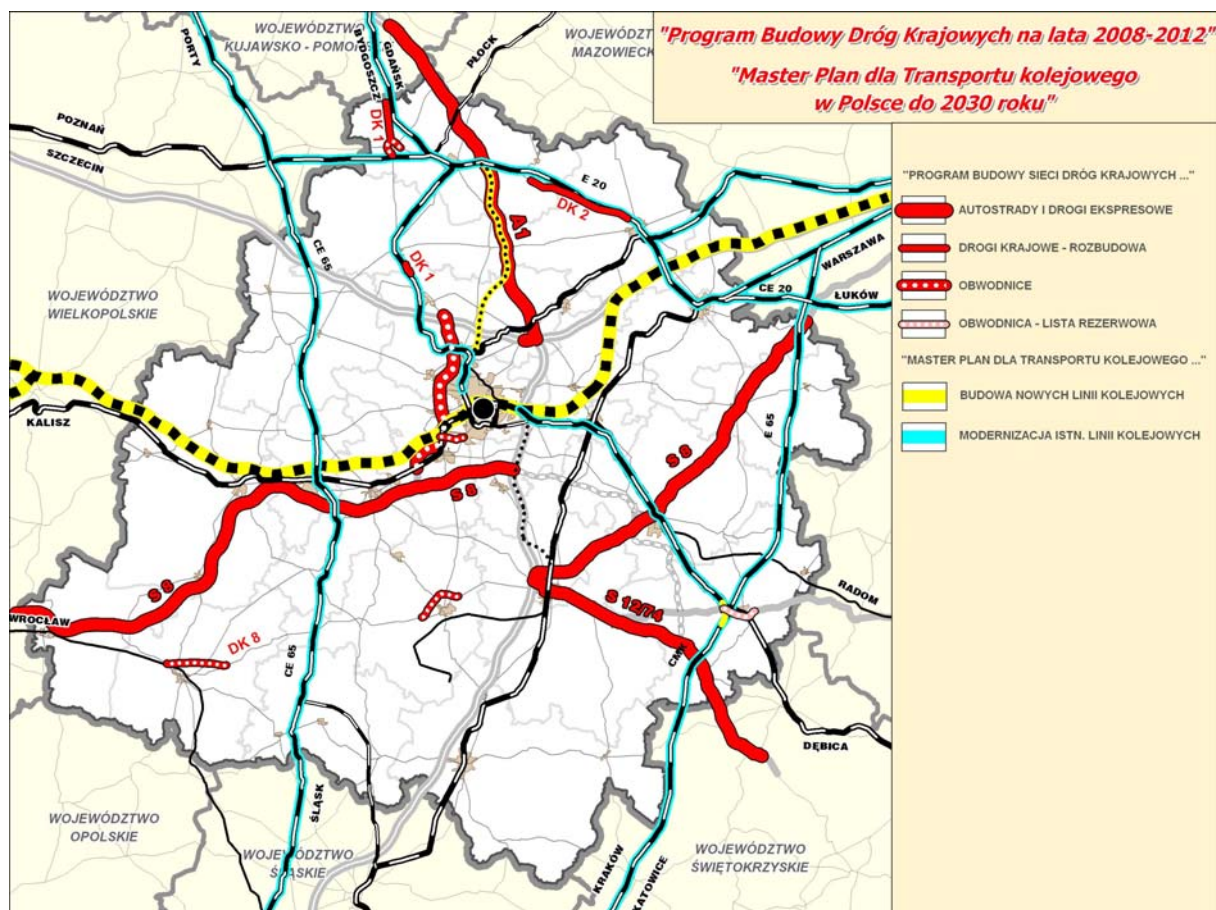 "Program Budowy Dróg Krajowych na lata 2008-2012"
"Master Plan dla Transportu kolejowego
w Polsce do 2030 roku"
"PROGRAM BUDOWY SIECI DRÓG KRAJOWYCH ..."
AUTOSTRADY I DROGI EKSPRESOWE
DROGI KRAJOWE - ROZBUDOWA
OBWODNICE
OBWODNICA - LISTA REZERWOWA
"MASTER PLAN DLA TRANSPORTU KOLEJOWEGO ..."
BUDOWA NOWYCH LINII KOLEJOWYCH
MODERNIZACJA ISTN. LINII KOLEJOWYCH
WOJEWÓDZTWO
KUJAWSKO - POMO
WOJEWÓDZTW
MAZOWIECK
PORTY
BYDGOSZCZ
GDAŃSK
PŁOCK
POZNAŃ
SZCZECIN
DK 1
E 20
DK 2
A1
CE 65
DK 1
WARSZAWA
CE 20
ŁUKÓW
WOJEWÓDZTWO
WIELKOPOLSKIE
KALISZ
E 65
S 8
S 8
S 8
WROCŁAW
DK 8
CE 65
S 12/74
CMK
RADOM
DĘBICA
ŚLĄSK
WOJEWÓDZTWO
OPOLSKIE
WOJEWÓDZTWO
ŚLĄSKIE
KRAKÓW
KATOWICE
WOJEWÓDZTWO
ŚWIĘTOKRZYSKIE